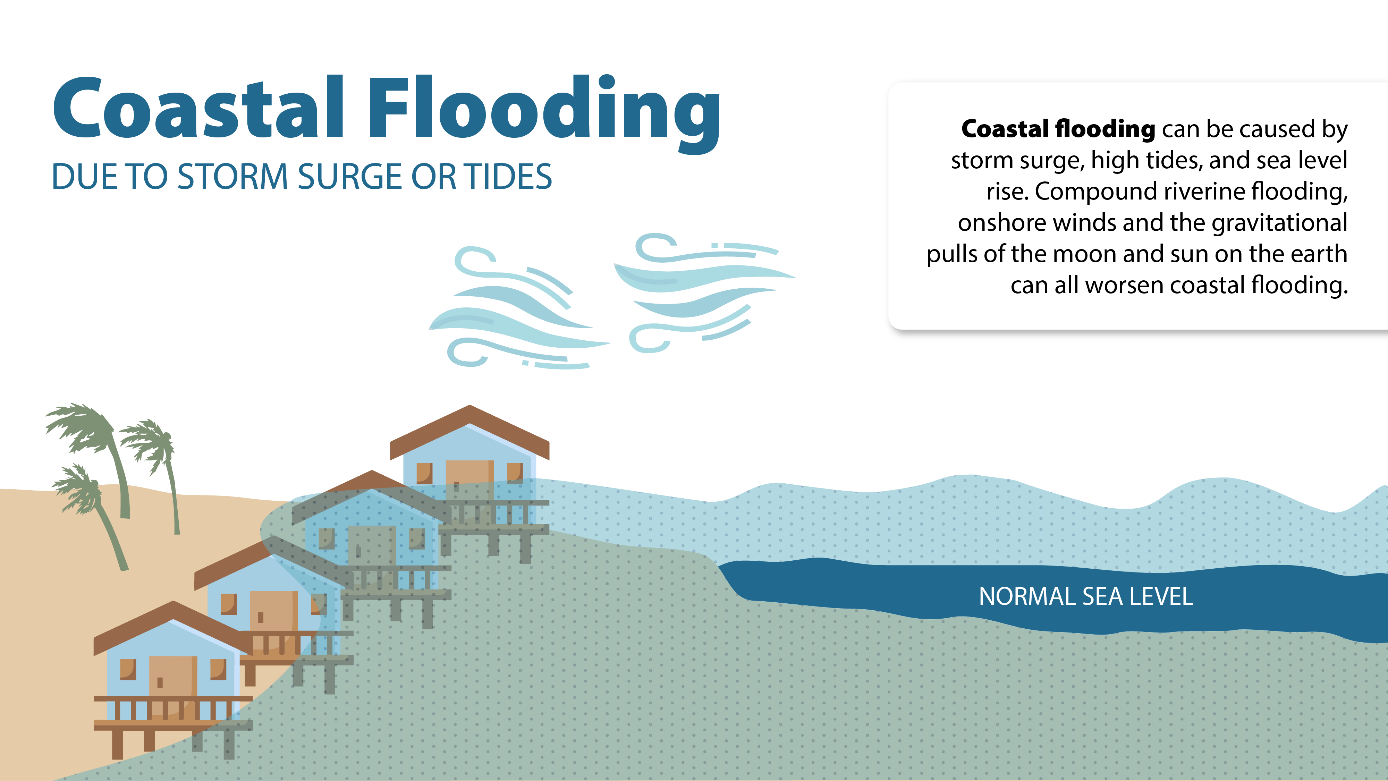 Coastal Flooding
DUE TO STORM SURGE OR TIDES
Coastal flooding can be caused by
storm surge, high tides, and sea level
rise. Compound riverine flooding,
onshore winds and the gravitational
pulls of the moon and sun on the earth
can all worsen coastal flooding.
NORMAL SEA LEVEL